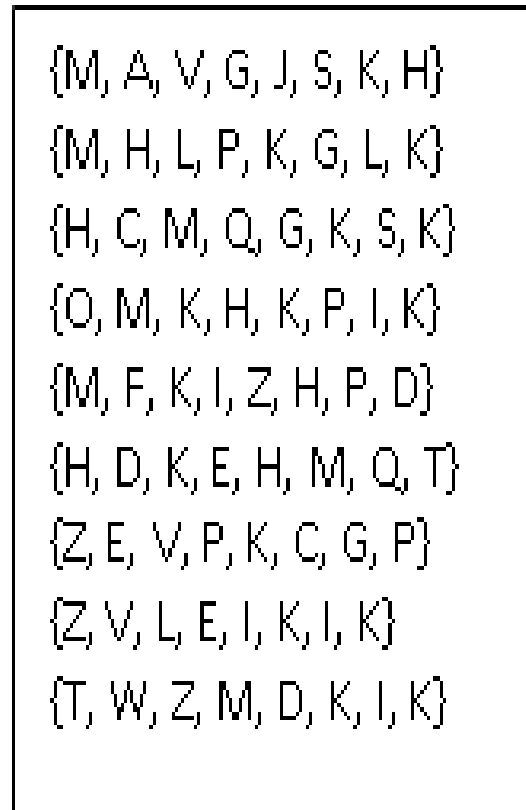 {M, A, V, G, J, S, K, H}
{M, H, L, P, K, G, L, K}
{H, C, M, Q, G, K, S, K}
{O, M, K, H, K, P, I, K}
{M, F, K, I, Z, H, P, D}
{H, D, K, E, H, M, Q, T}
{Z, E, V, P, K, C, G, P}
{Z, V, L, E, I, K, I, K}
{T, W, Z, M, D, K, I, K}